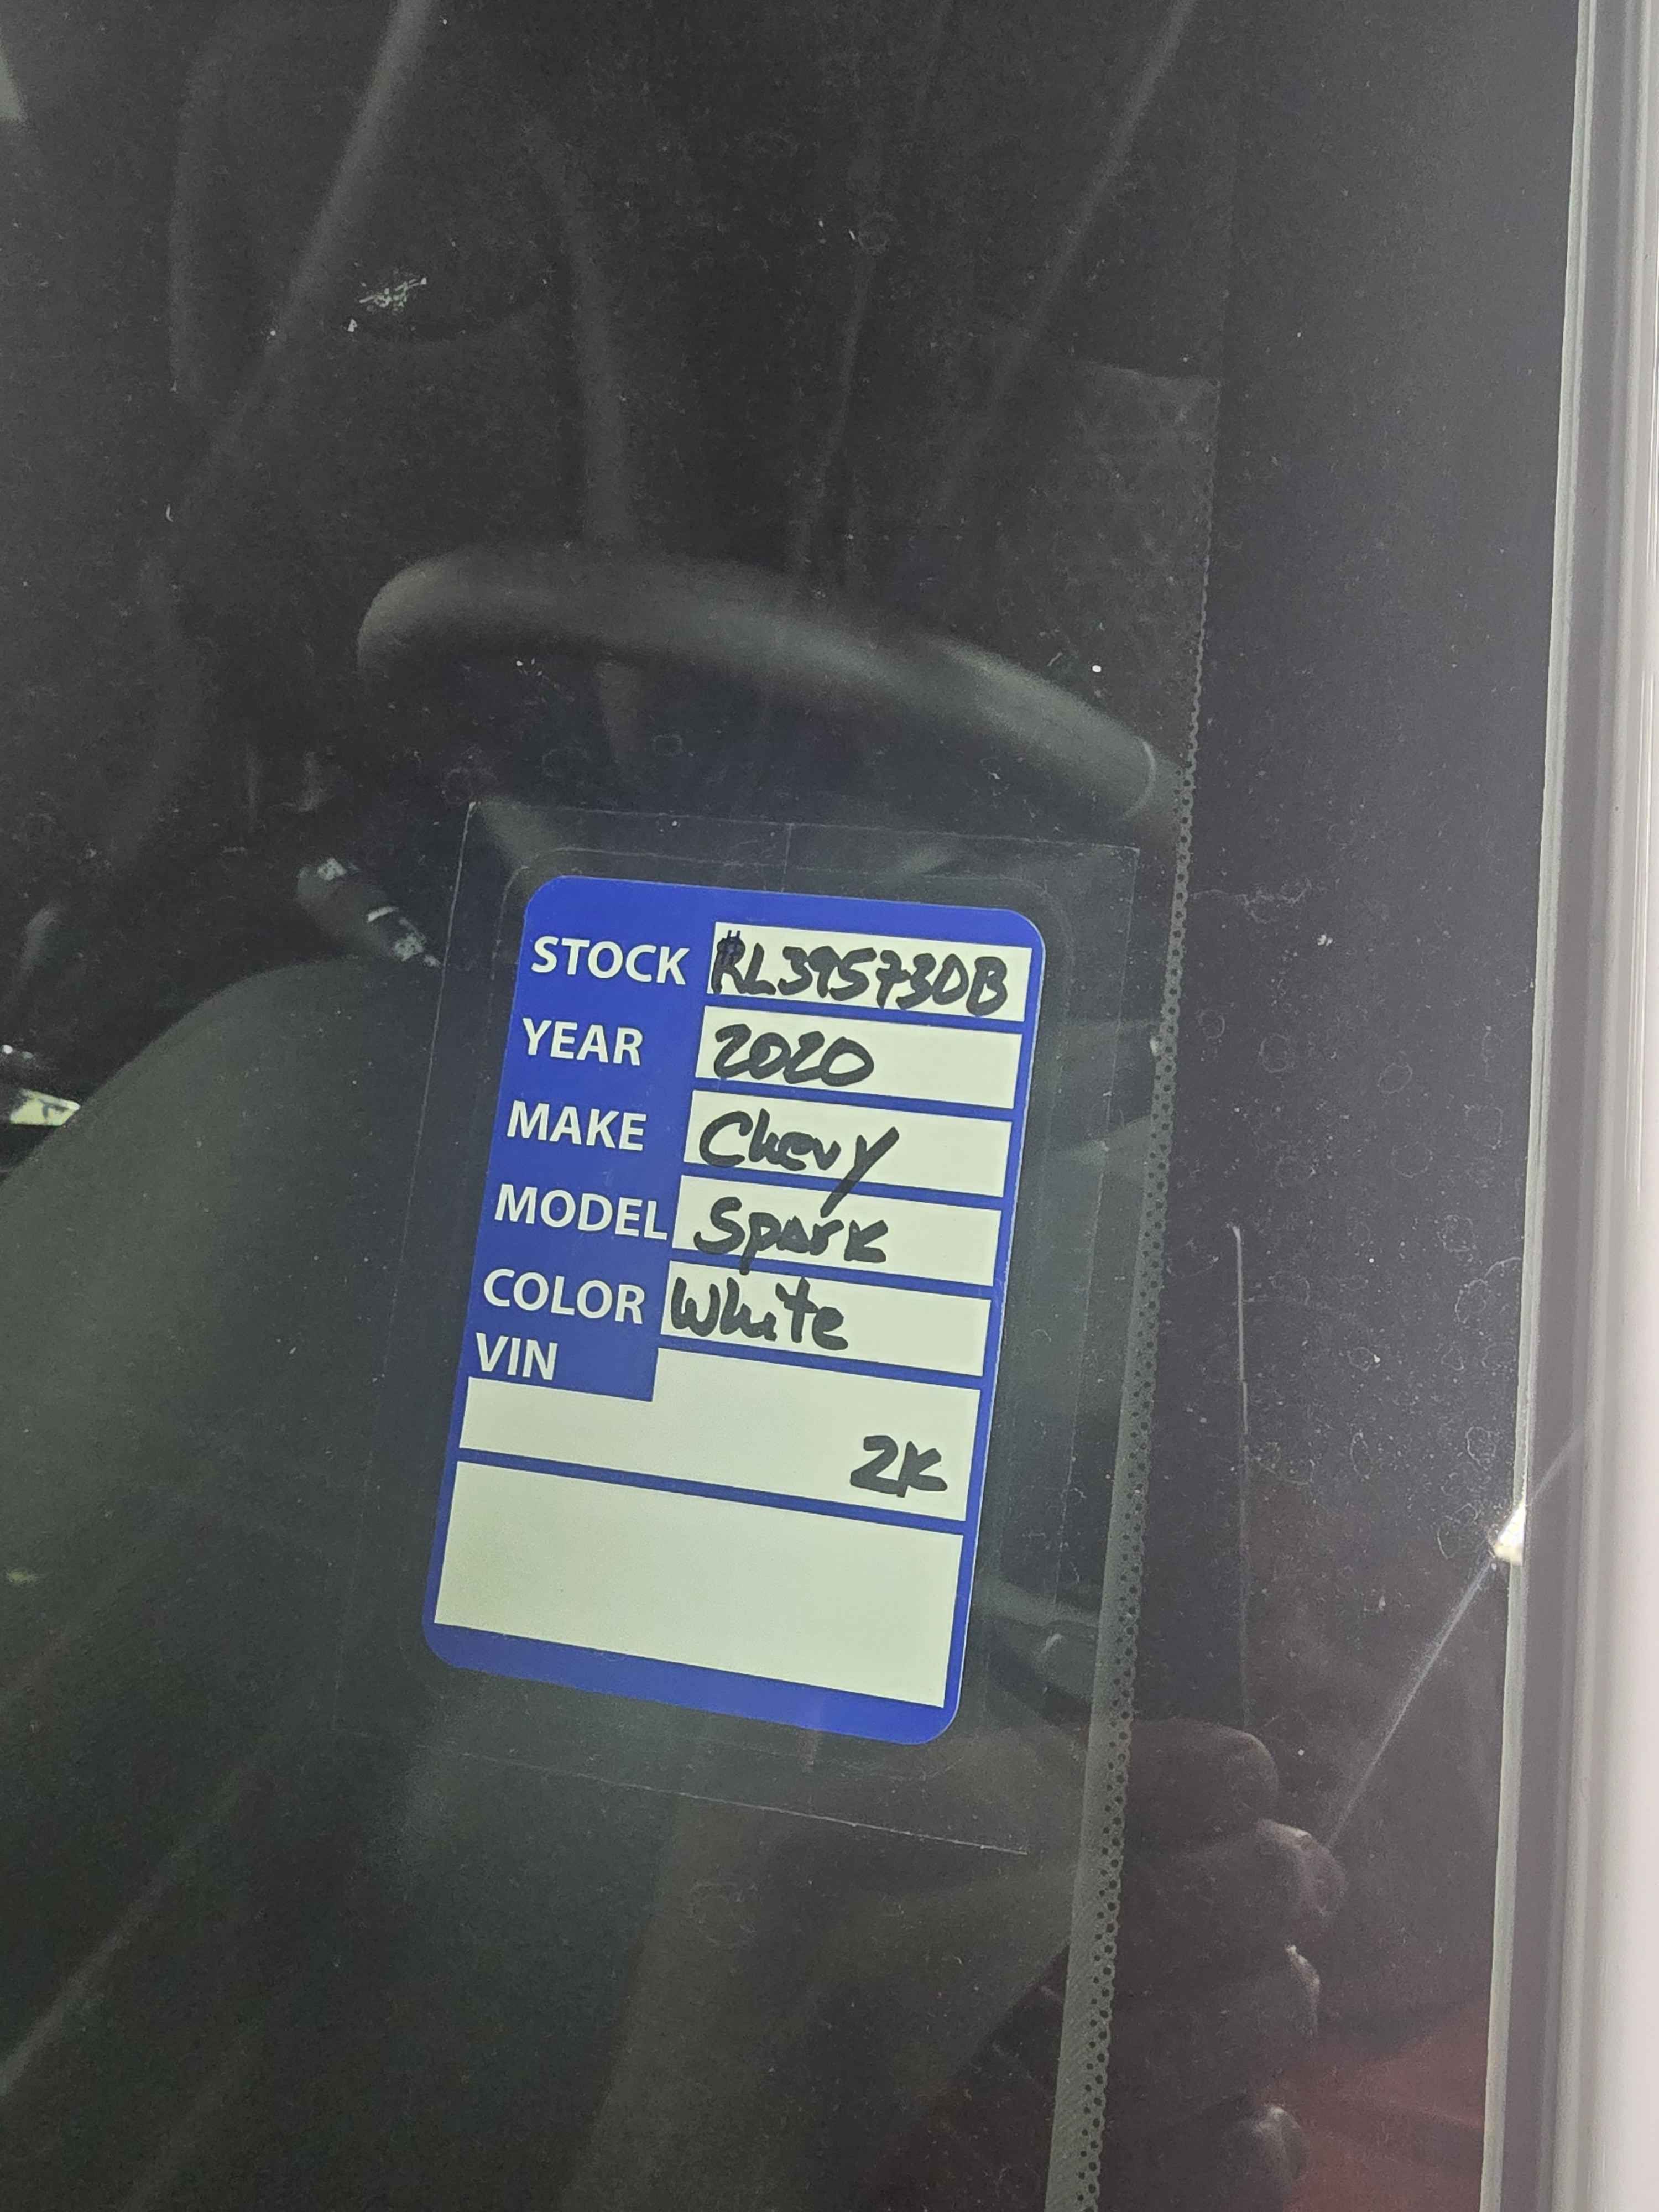 STOCK RL395730B
YEAR 2020
MAKE Chevy
MODEL Spark
COLOR White
VIN
2K